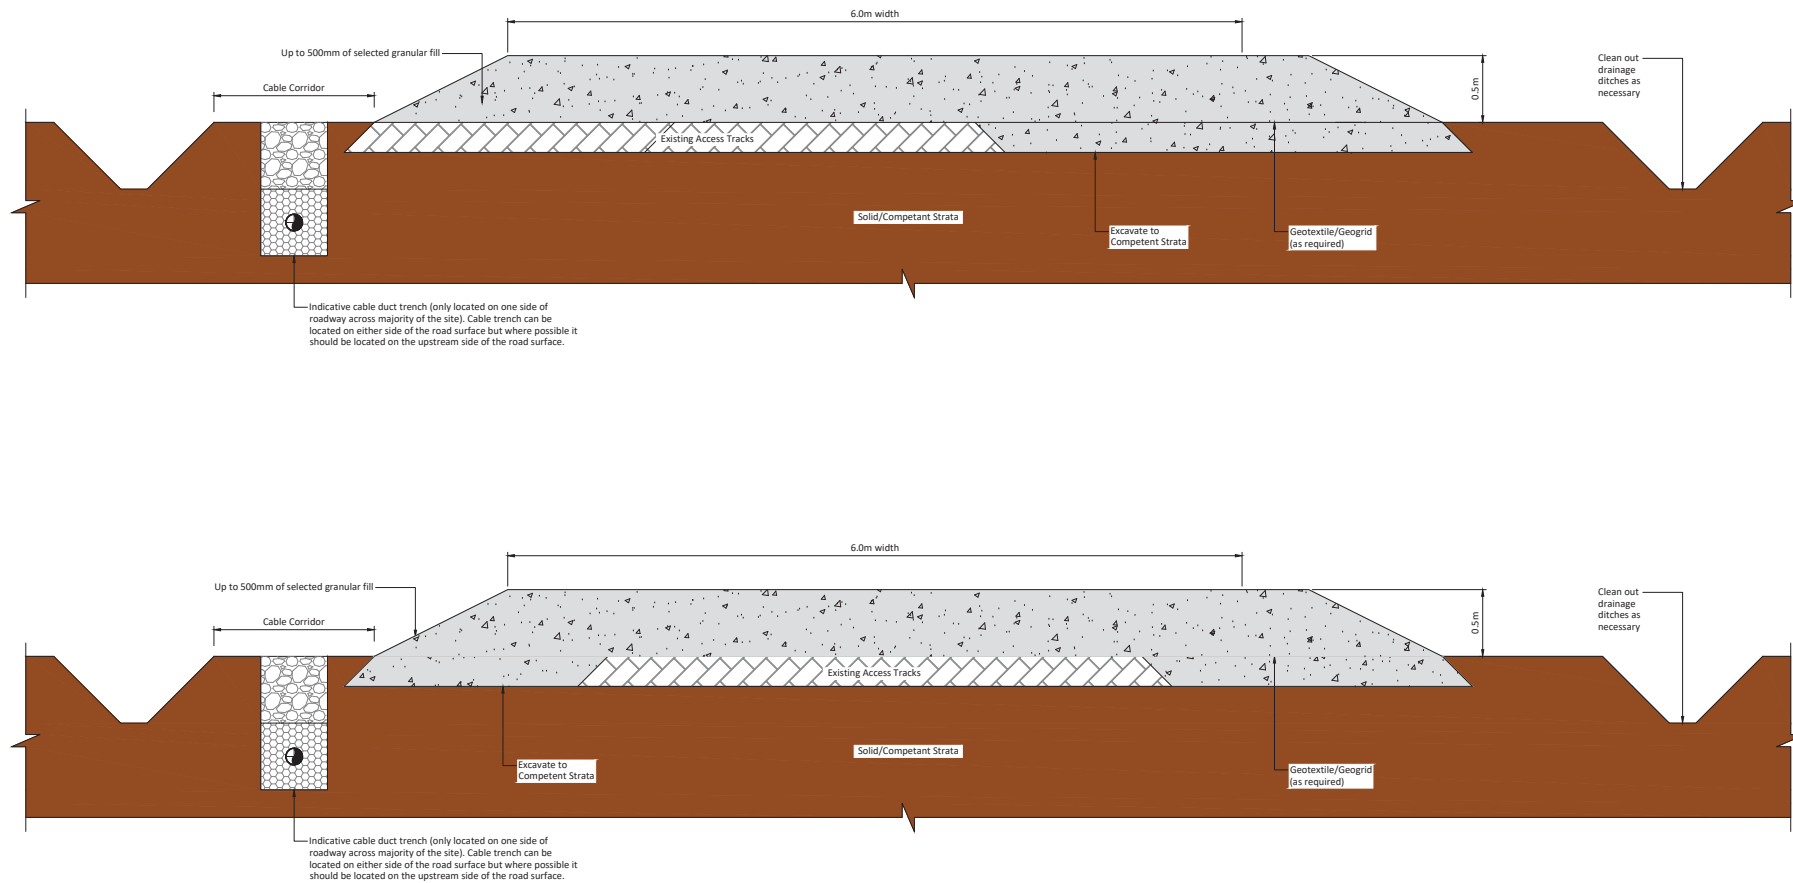 6.0m width
Up to 500mm of selected granular fill
Cable Corridor
0.5m
Clean out
drainage
ditches as
necessary
Existing Access Tracks
Solid/Competant Strata
Excavate to
Competent Strata
Geotextile/Geogrid
(as required)
Indicative cable duct trench (only located on one side of
roadway across majority of the site). Cable trench can be
located on either side of the road surface but where possible it
should be located on the upstream side of the road surface.
6.0m width
Up to 500mm of selected granular fill
Cable Corridor
0.5m
Clean out
drainage
ditches as
necessary
Existing Access Tracks
Solid/Competant Strata
Excavate to
Competent Strata
Geotextile/Geogrid
(as required)
Indicative cable duct trench (only located on one side of
roadway across majority of the site). Cable trench can be
located on either side of the road surface but where possible it
should be located on the upstream side of the road surface.